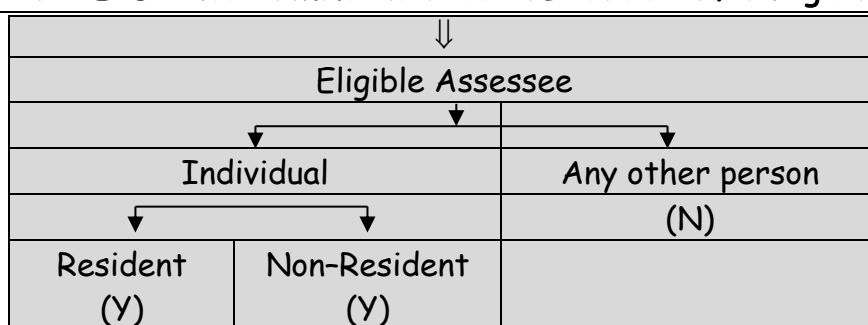 ⇓
Eligible Assessee
Individual Any other person
(N)
Resident Non-Resident
(Y) (Y)